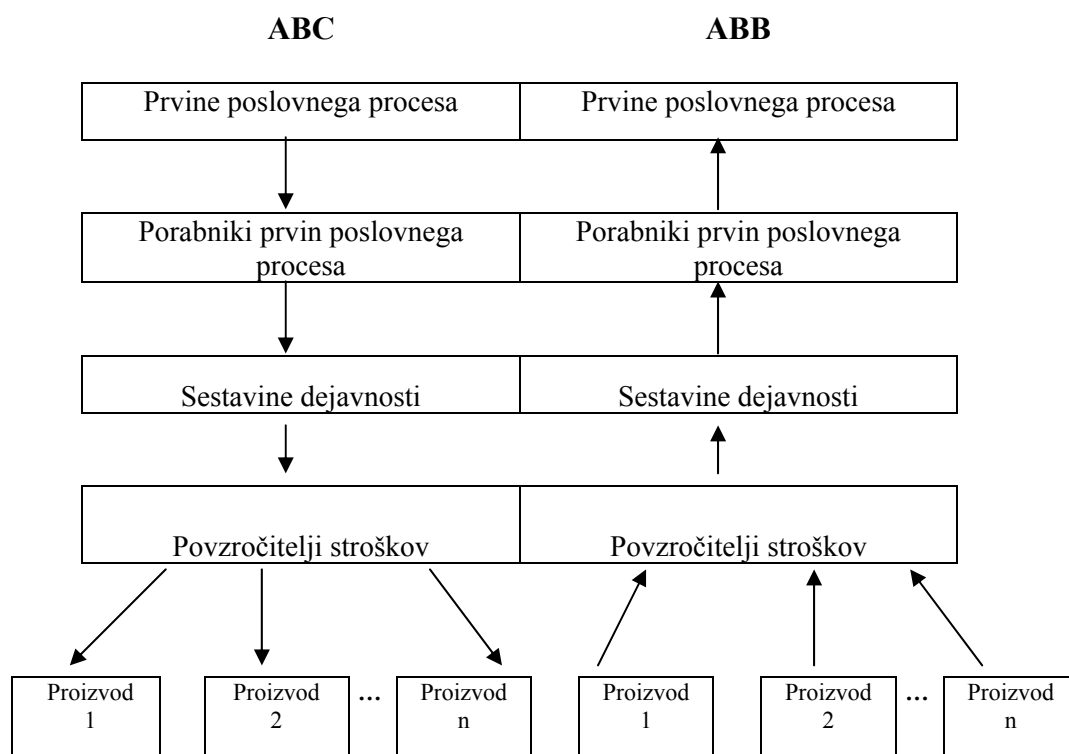 ABC ABB
Prvine poslovnega procesa Prvine poslovnega procesa
Porabniki prvin poslovnega Porabniki prvin poslovnega
procesa procesa
Sestavine dejavnosti Sestavine dejavnosti
Povzročitelji stroškov Povzročitelji stroškov
Proizvod Proizvod ... Proizvod Proizvod Proizvod ... Proizvod
1 2 n 1 2 n